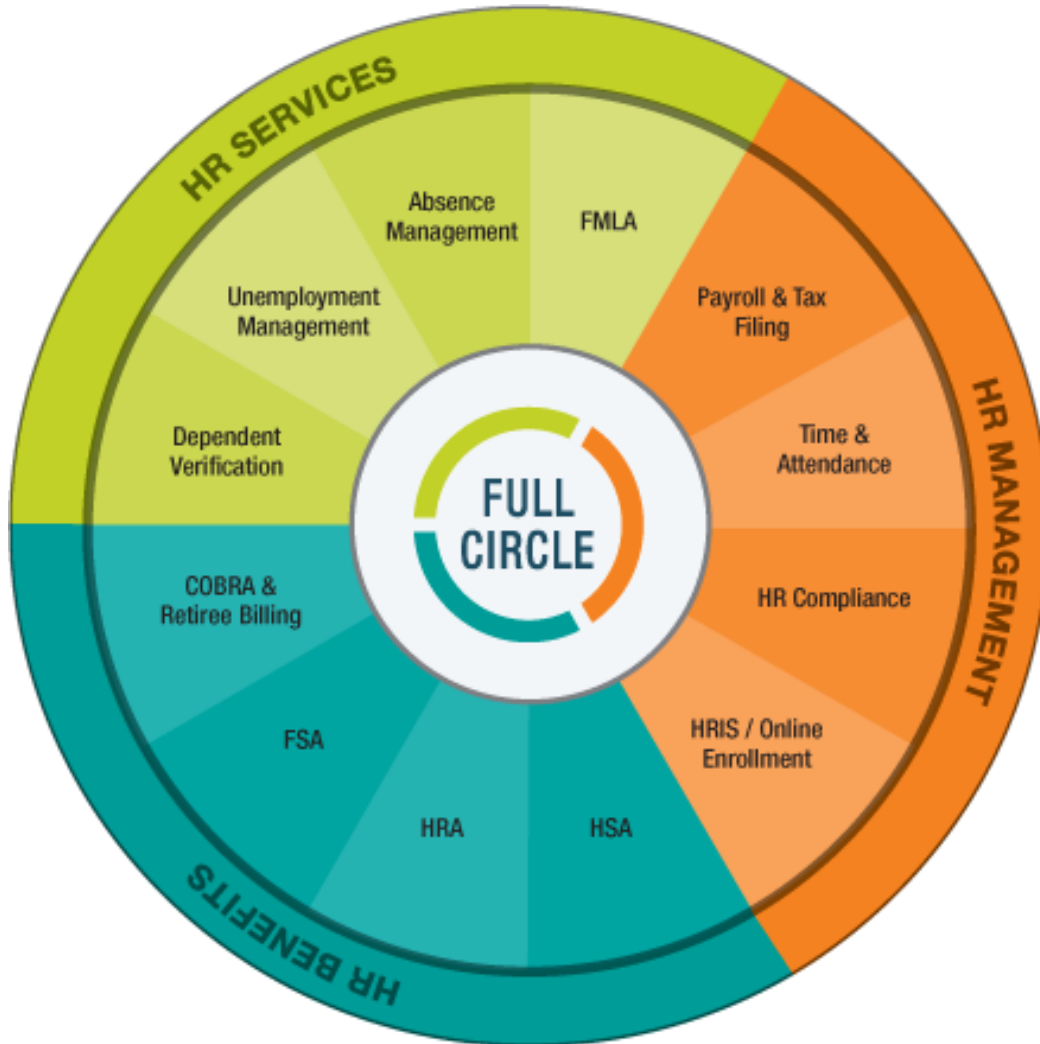 HR SERVICES
Absence
Management
FMLA
Unemployment
Management
Dependent
Verification
HR MANAGEMENT
Payroll & Tax
Filing
Time &
Attendance
HR Compliance
HRIS / Online
Enrollment
FULL
CIRCLE
COBRA &
Retiree Billing
FSA
HRA
HSA
HR BENEFITS